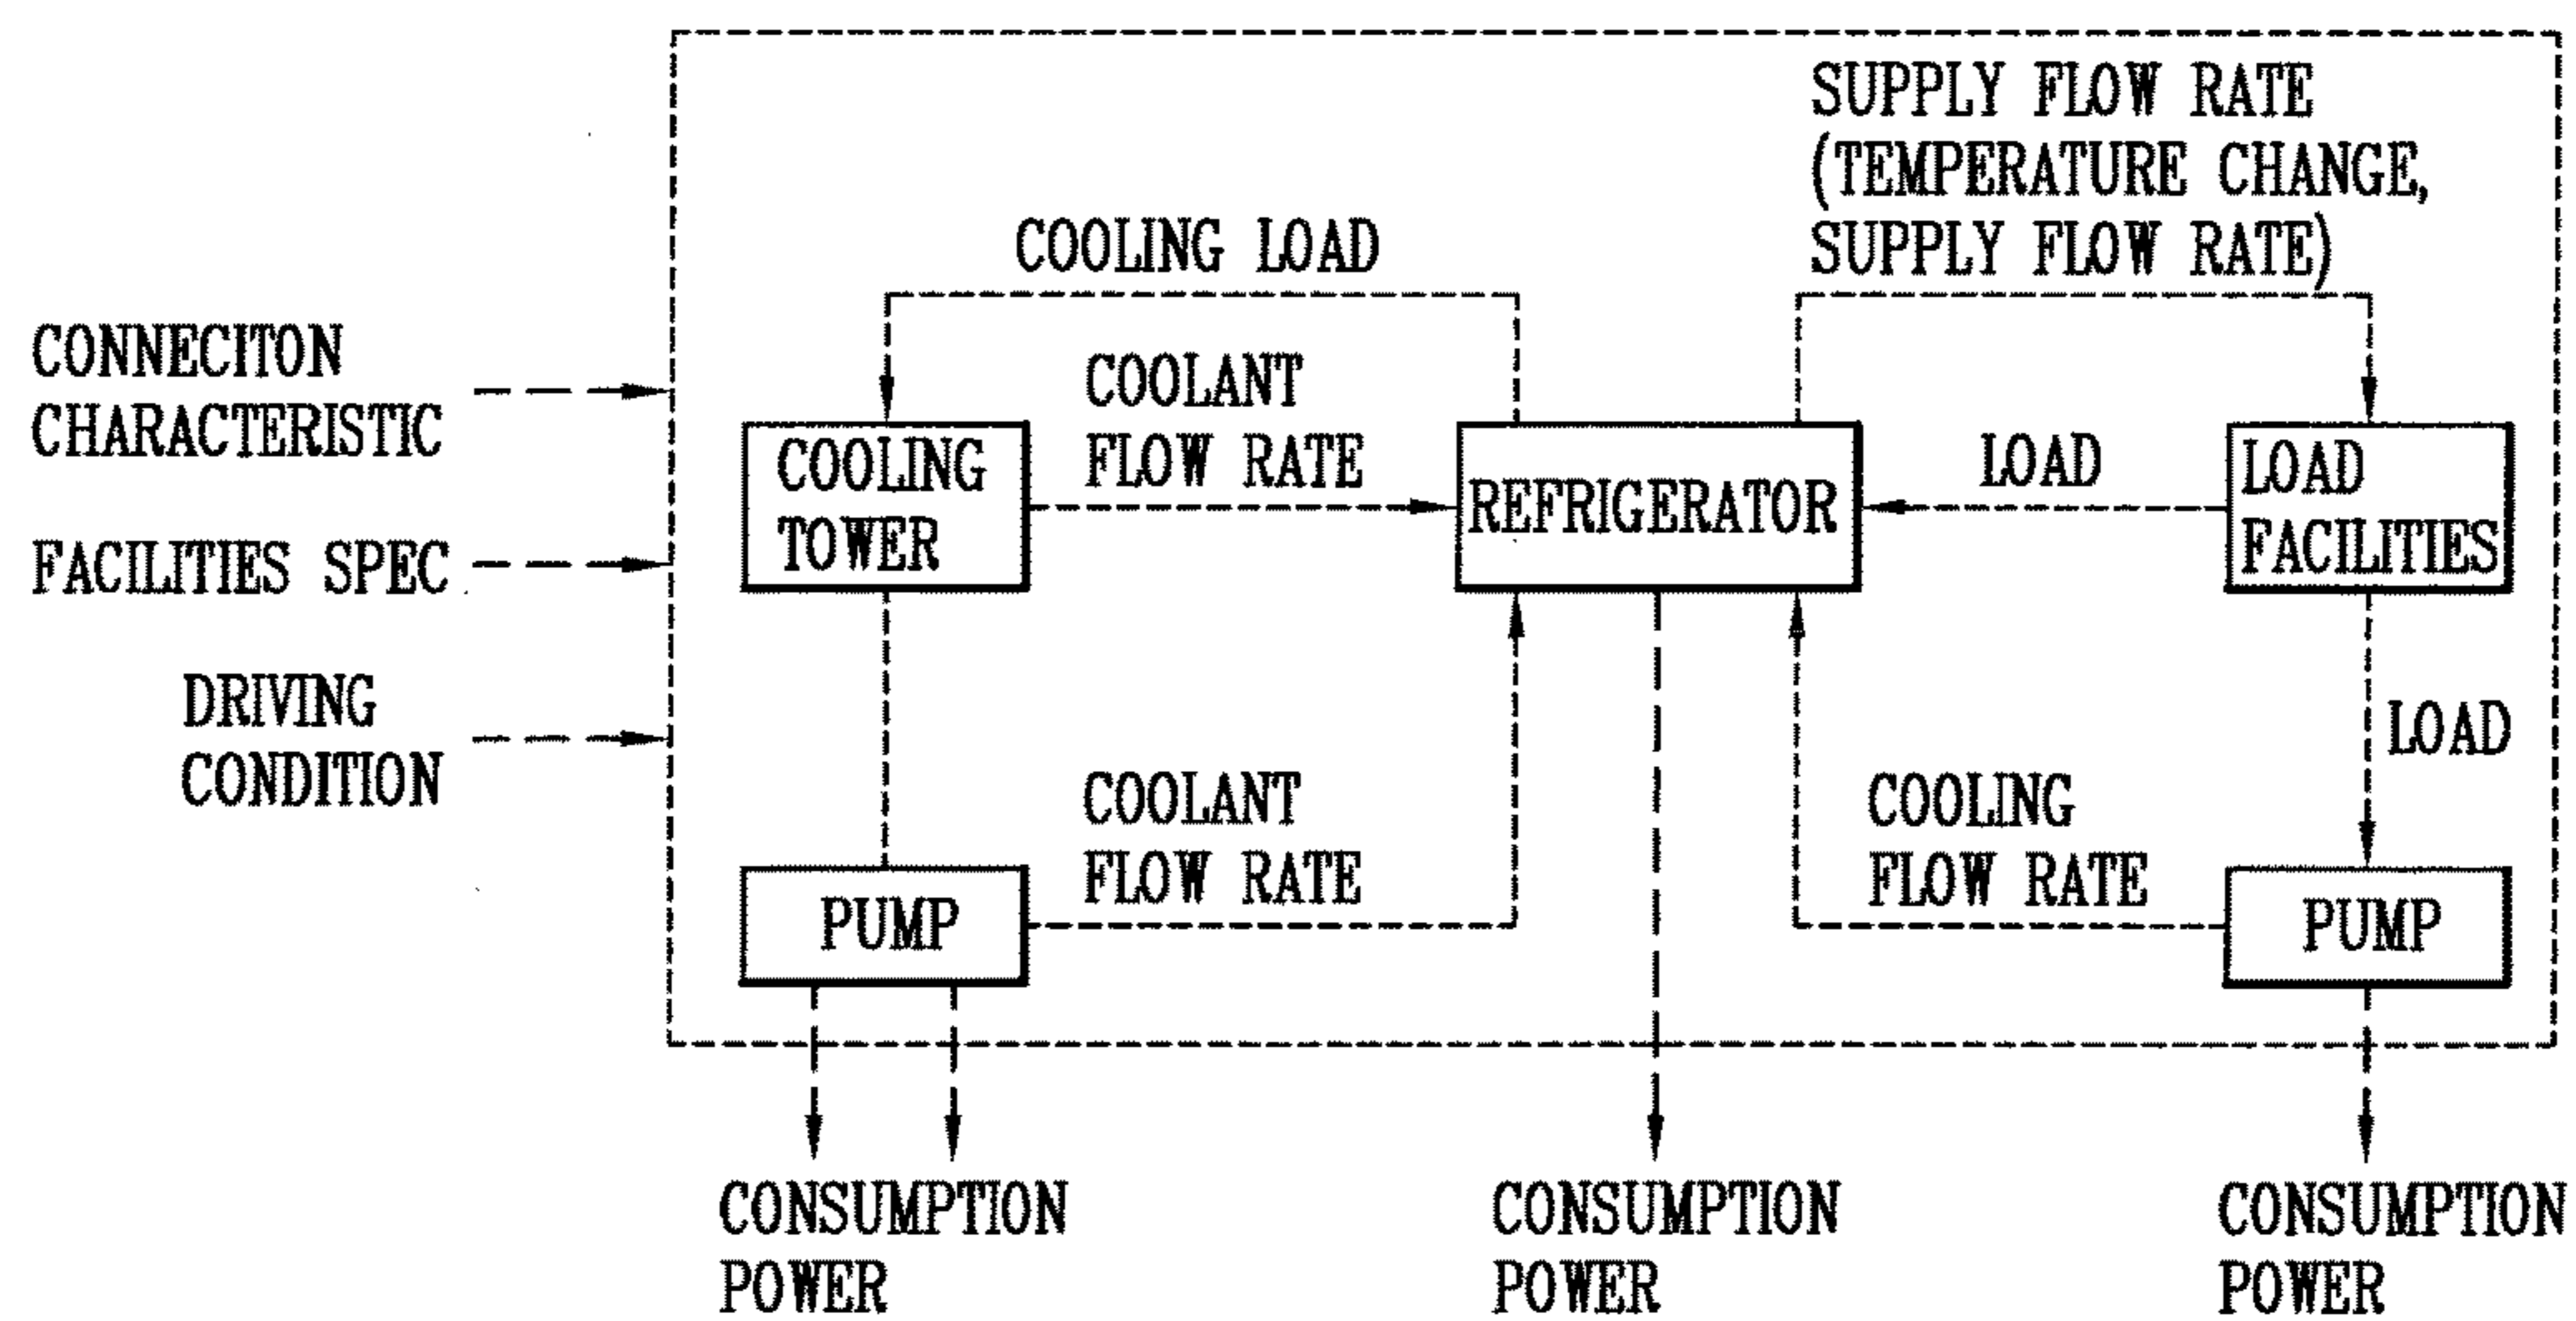 SUPPLY FLOW RATE
(TEMPERATURE CHANGE,
SUPPLY FLOW RATE)
COOLING LOAD
CONNECITON
CHARACTERISTIC
COOLANT
FLOW RATE
COOLING
TOWER
REFRIGERATOR
LOAD
LOAD
FACILITIES
FACILITIES SPEC
DRIVING
CONDITION
LOAD
COOLANT
FLOW RATE
COOLING
FLOW RATE
PUMP
PUMP
CONSUMPTION
POWER
CONSUMPTION
POWER
CONSUMPTION
POWER